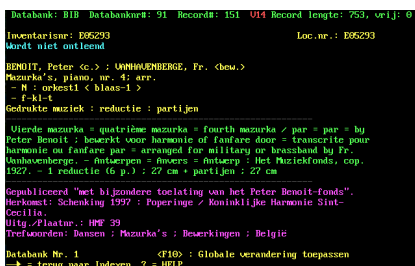 Databank: BIB Databanknr#: 91 Record#: 151 V14 Record lengte: 753, vrij: 0
Inventarisnr: E05293 Loc.nr.: E05293
Wordt niet ontleend
BENOIT, Peter <c.> ; VANHAVENBERGE, Fr. <bew.>
Mazurka's, piano, nr. 4; arr.
- N : orkest1 < blaas-1 >
- f-kl-t
Gedrukte muziek : reductie : partijen
Vierde mazurka = quatrième mazurka = fourth mazurka / par = par = by
Peter Benoit ; bewerkt voor harmonie of fanfare door = transcrite pour
harmonie ou fanfare par = arranged for military or brassband by Fr.
Vanhavenberge. - Antwerpen = Anvers = Antwerp : Het Muziekfonds, cop.
1927. - 1 reductie (6 p.) ; 27 cm + partijen ; 27 cm
Gepubliceerd "met bijzondere toelating van het Peter Benoit-fonds".
Herkomst: Schenking 1997 : Poperinge / Koninklijke Harmonie Sint-
Cecilia.
Uitg./Plaatnr.: HMF 39
Trefwoorden: Dansen ; Mazurka's ; Bewerkingen ; België
Databank Nr. 1 <F10> : Globale verandering toepassen
= terug naar Indexen, ? = HELP